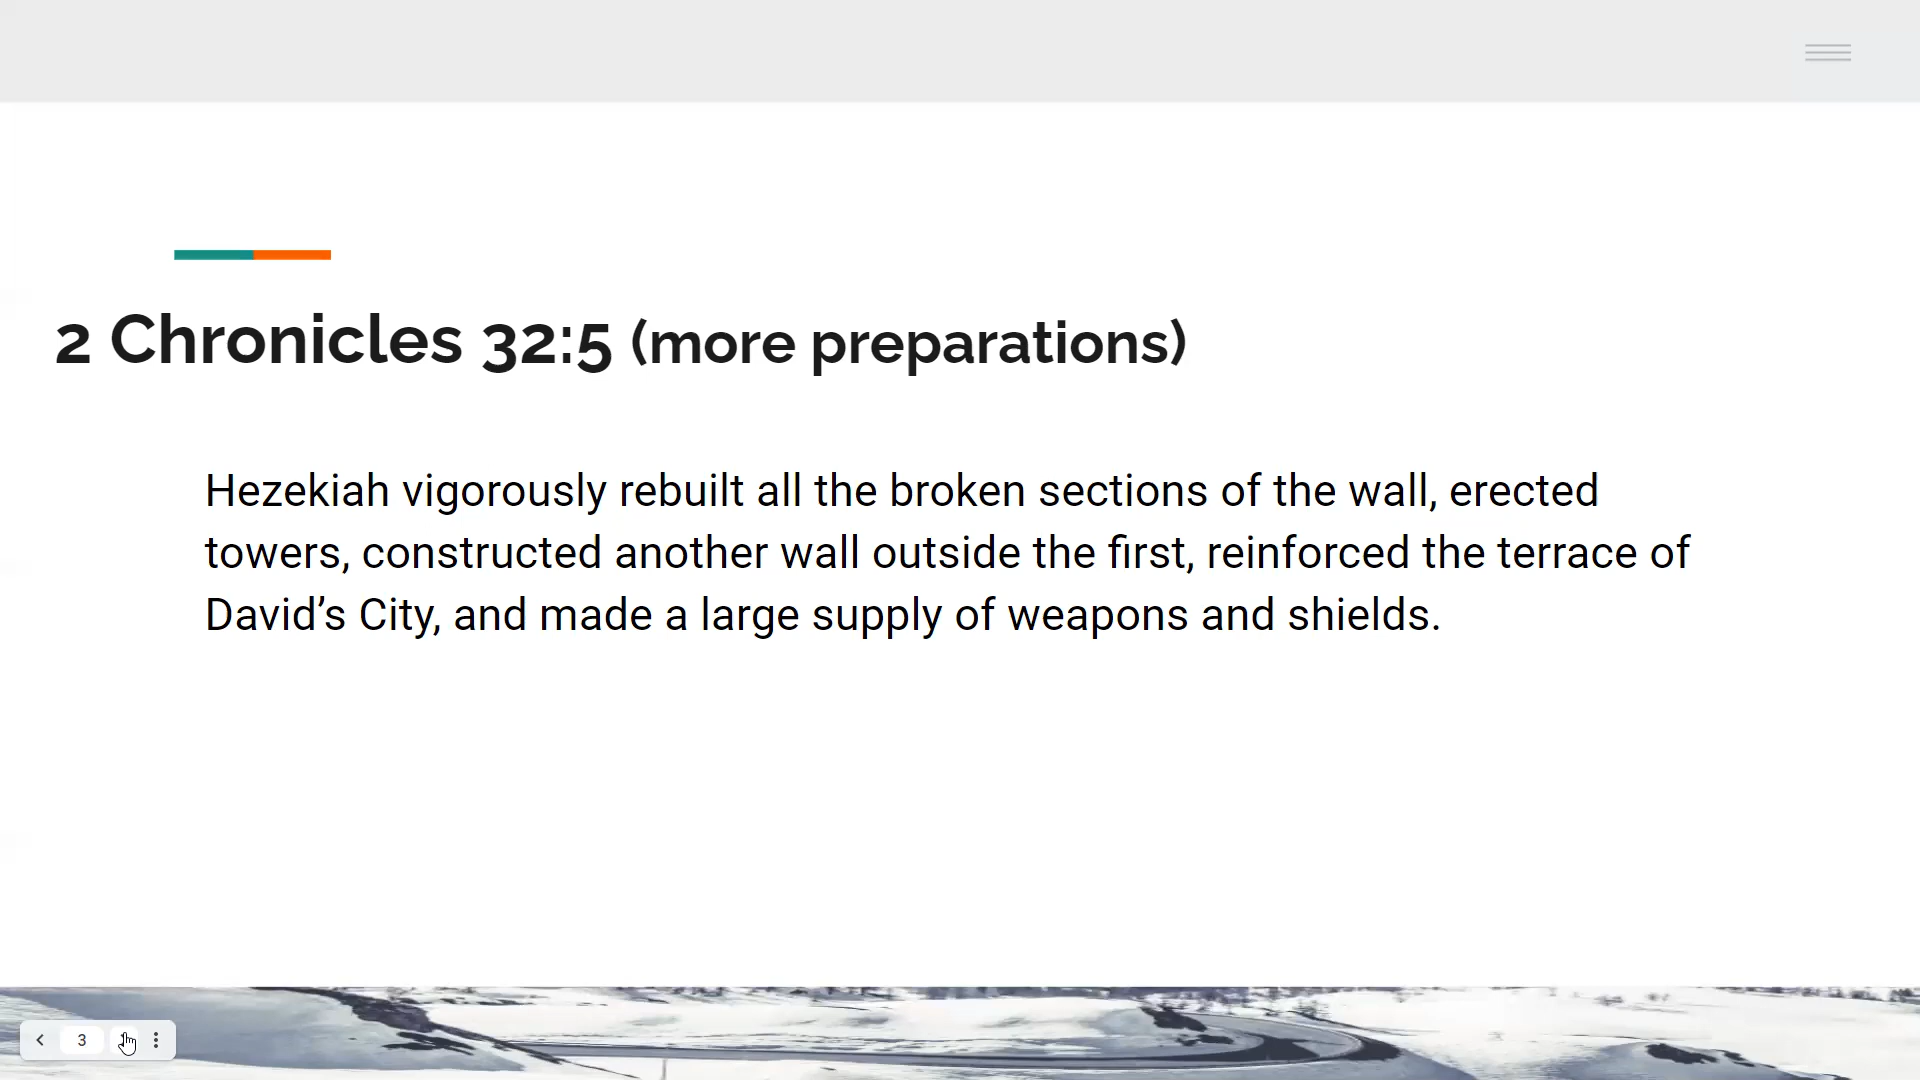 2 Chronicles 32:5 (more preparations)
Hezekiah vigorously rebuilt all the broken sections of the wall, erected
towers, constructed another wall outside the first, reinforced the terrace of
David’s City, and made a large supply of weapons and shields.
3